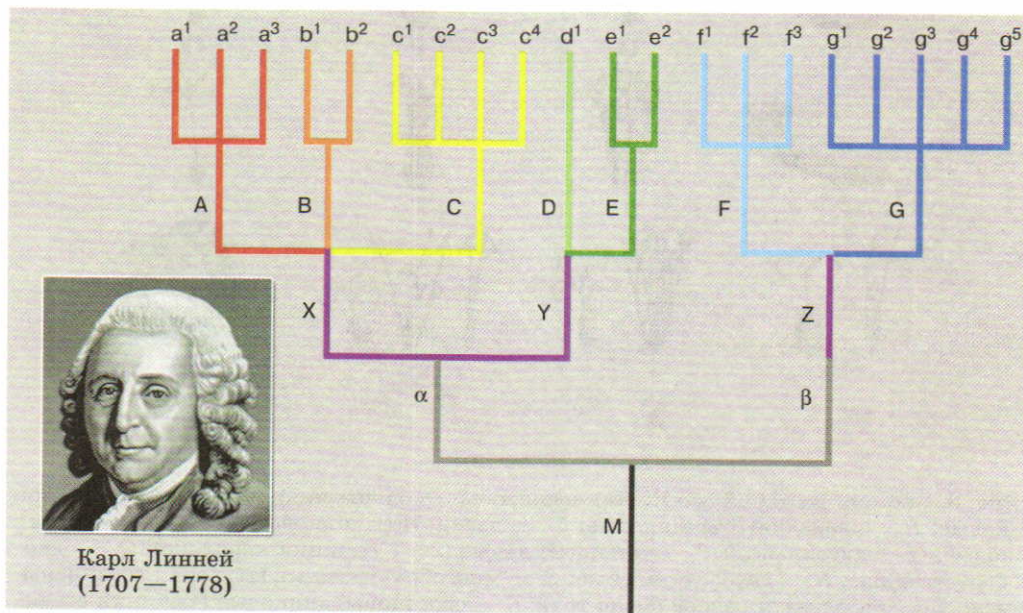 a¹ a² a³ b¹ b² c¹ c² c³ c⁴ d¹ e¹ e² f¹ f² f³ g¹ g² g³ g⁴ g⁵
A B C D E F G
X Y Z
α β
M
Карл Линней
(1707—1778)